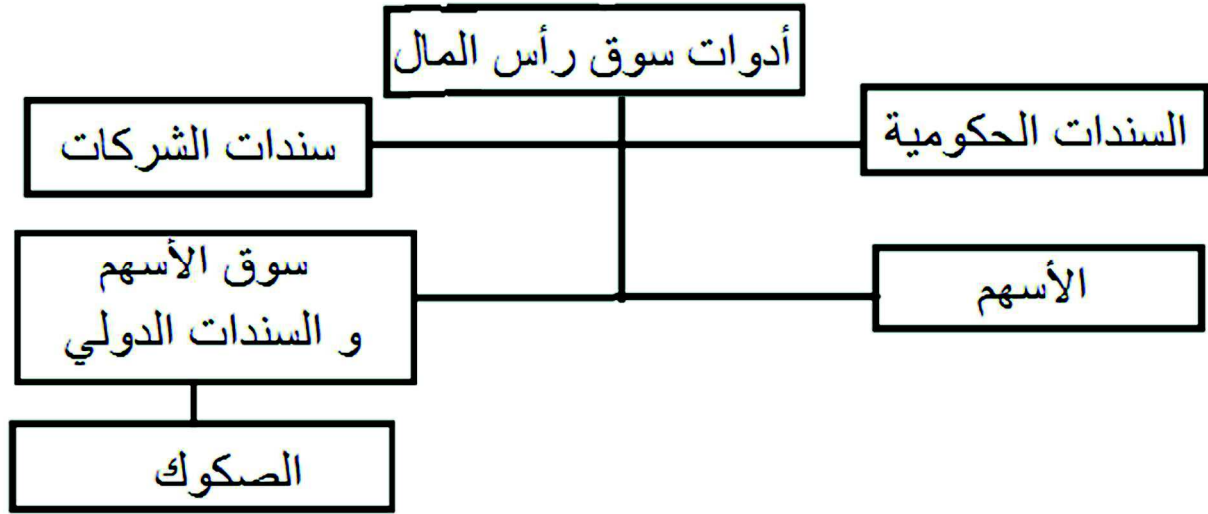 أدوات سوق رأس المال
السندات الحكومية
سندات الشركات
الأسهم
سوق الأسهم
و السندات الدولي
الصكوك